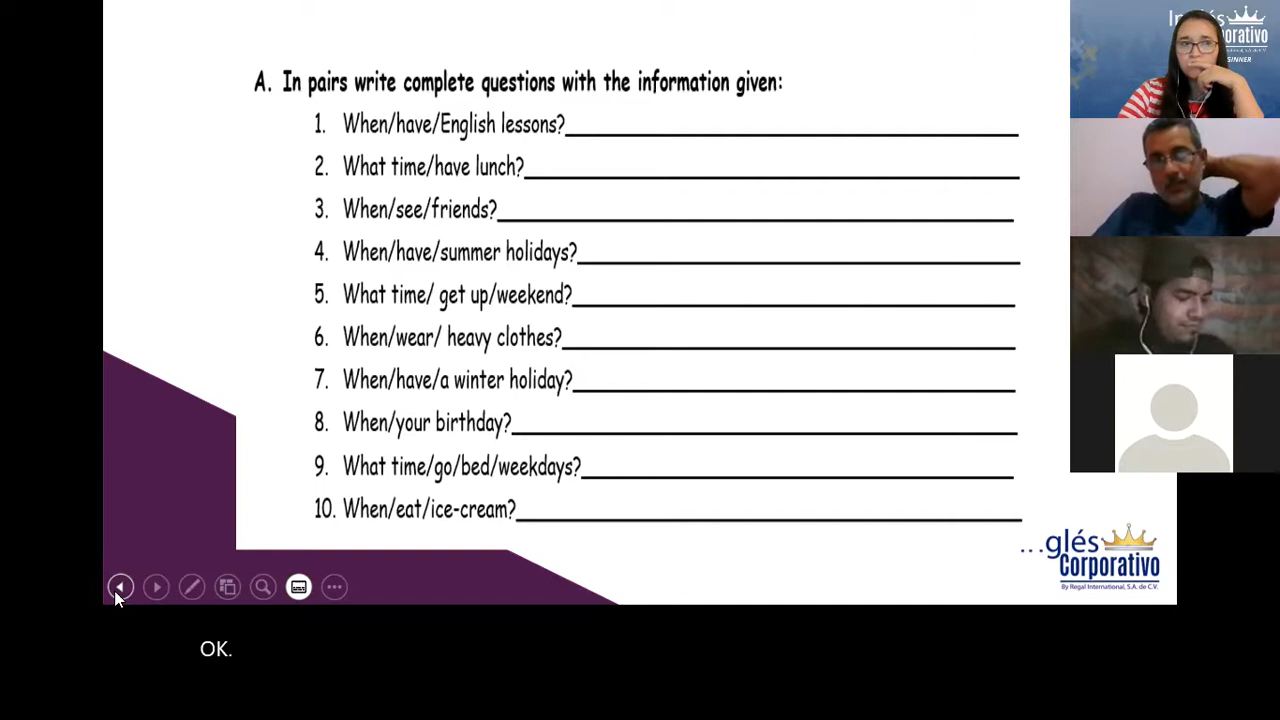 A. In pairs write complete questions with the information given:
1. When/have/English lessons?
2. What time/have lunch?
3. When/see/friends?
4. When/have/summer holidays?
5. What time/ get up/weekend?
6. When/wear/ heavy clothes?
7. When/have/a winter holiday?
8. When/your birthday?
9. What time/go/bed/weekdays?
10. When/eat/ice-cream?
...glés
Corporativo
By Regal International, S.A. de C.V.
OK.